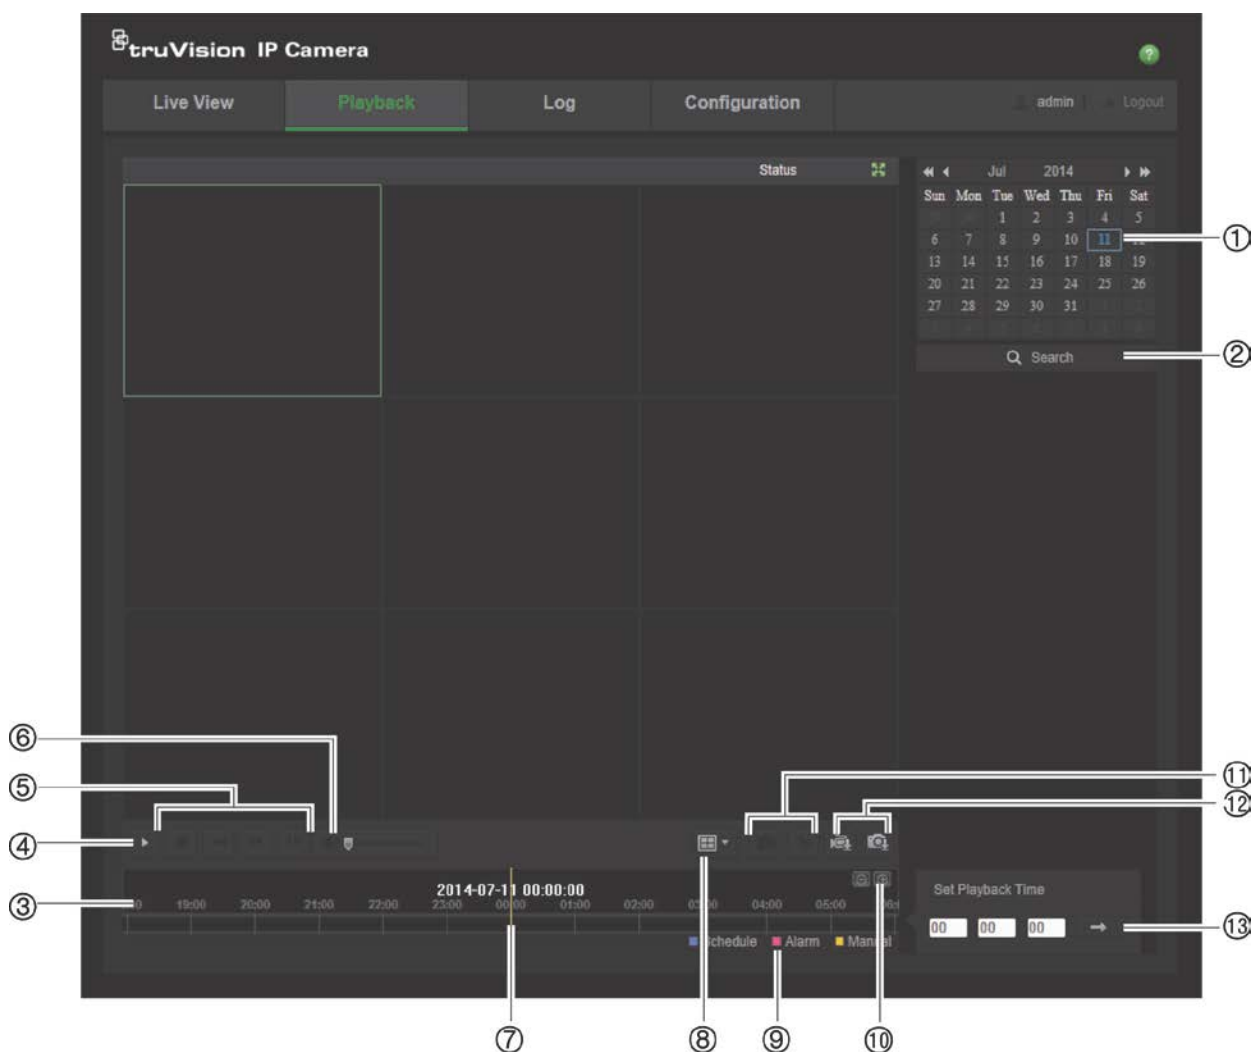 truVision IP Camera
?
Live View Playback Log Configuration admin Logout
Status
Jul 2014
Sun Mon Tue Wed Thu Fri Sat
1 2 3 4 5
6 7 8 9 10 11
13 14 15 16 17 18 19
20 21 22 23 24 25 26
27 28 29 30 31
Search
①
②
⑥
⑤
④
③
⑪
⑫
2014-07-11 00:00:00
19:00 20:00 21:00 22:00 23:00 00:00 01:00 02:00 03:00 04:00 05:00
Schedule Alarm Manual
Set Playback Time
00 00 00
⑬
⑦ ⑧ ⑨ ⑩